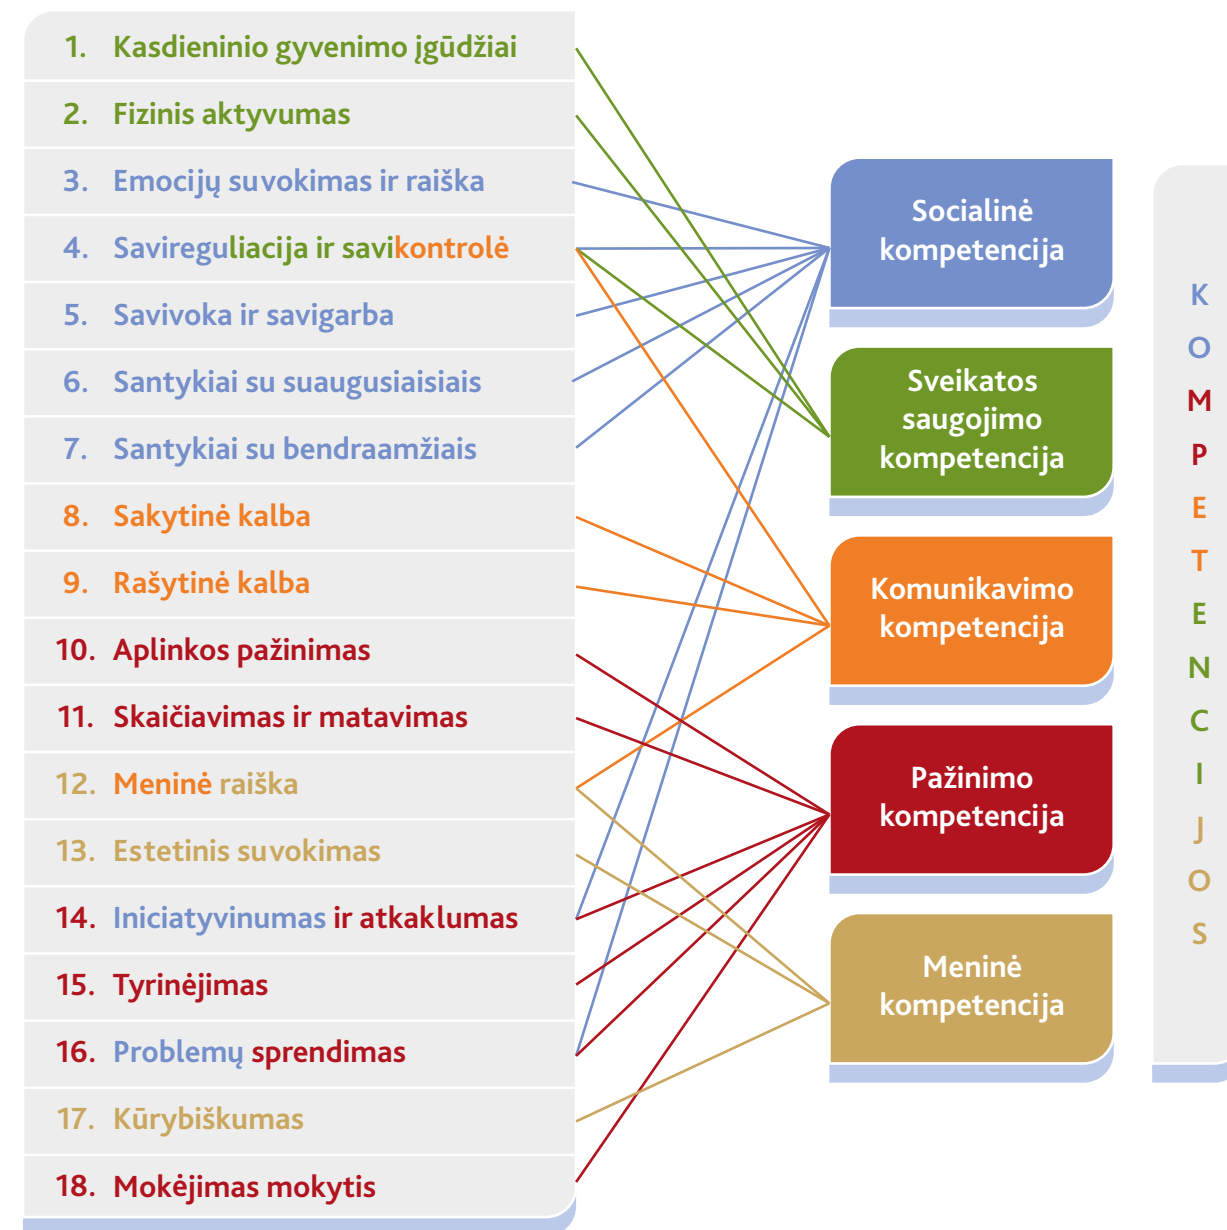 1. Kasdieninio gyvenimo įgūdžiai
2. Fizinis aktyvumas
3. Emocijų suvokimas ir raiška
4. Savireguliacija ir savikontrolė
5. Savivoka ir savigarba
6. Santykiai su suaugusiaisiais
7. Santykiai su bendraamžiais
8. Sakytinė kalba
9. Rašytinė kalba
10. Aplinkos pažinimas
11. Skaičiavimas ir matavimas
12. Meninė raiška
13. Estetinis suvokimas
14. Iniciatyvinumas ir atkaklumas
15. Tyrinėjimas
16. Problemų sprendimas
17. Kūrybiškumas
18. Mokėjimas mokytis
Socialinė
kompetencija
Sveikatos
saugojimo
kompetencija
Komunikavimo
kompetencija
Pažinimo
kompetencija
Meninė
kompetencija
K
O
M
P
E
T
E
N
C
I
J
O
S